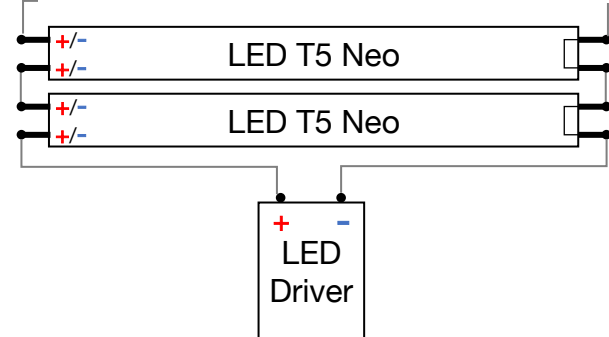 +/-
LED T5 Neo
+/-
+/-
LED T5 Neo
+/-
+ -
LED
Driver